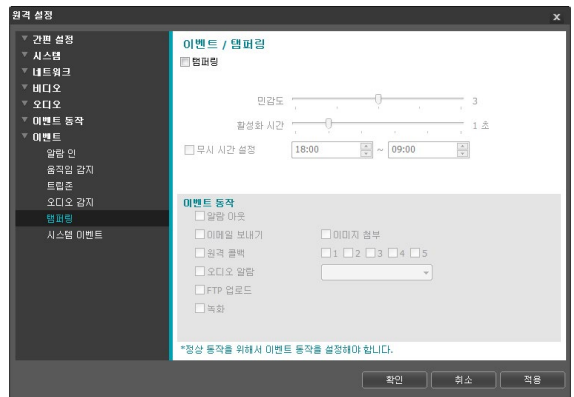 원격 설정
x
간편 설정
시스템
네트워크
비디오
오디오
이벤트 동작
이벤트
알람 인
움직임 감지
트립존
오디오 감지
탬퍼링
시스템 이벤트
이벤트 / 탬퍼링
탬퍼링
민감도 3
활성화 시간 1 초
무시 시간 설정 18:00 ~ 09:00
이벤트 동작
알람 아웃
이메일 보내기 이미지 첨부
원격 콜백 1 2 3 4 5
오디오 알람
FTP 업로드
녹화
*정상 동작을 위해서 이벤트 동작을 설정해야 합니다.
확인 취소 적용